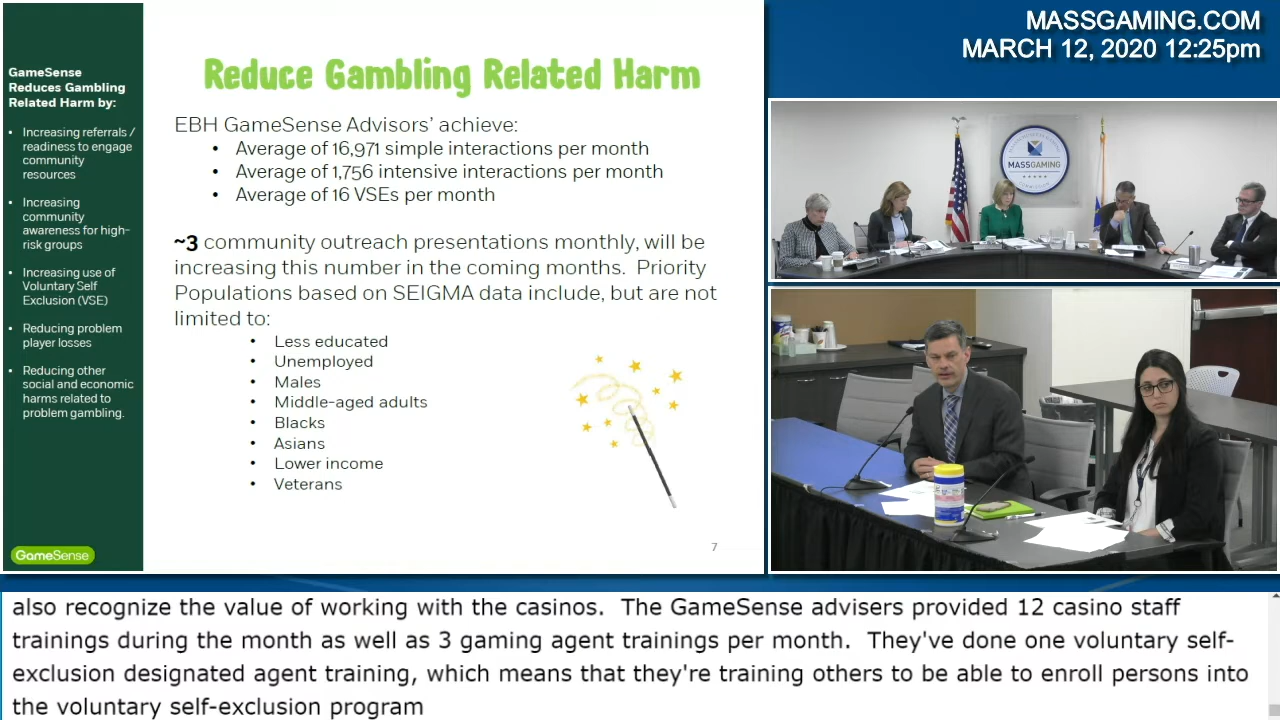 MASSGAMING.COM
MARCH 12, 2020 12:25pm
GameSense
Reduces Gambling
Related Harm by:
• Increasing referrals /
readiness to engage
community
resources
• Increasing
community
awareness for high-
risk groups
• Increasing use of
Voluntary Self
Exclusion (VSE)
• Reducing problem
player losses
• Reducing other
social and economic
harms related to
problem gambling.
GameSense
Reduce Gambling Related Harm
EBH GameSense Advisors’ achieve:
• Average of 16,971 simple interactions per month
• Average of 1,756 intensive interactions per month
• Average of 16 VSEs per month
~3 community outreach presentations monthly, will be
increasing this number in the coming months. Priority
Populations based on SEIGMA data include, but are not
limited to:
• Less educated
• Unemployed
• Males
• Middle-aged adults
• Blacks
• Asians
• Lower income
• Veterans
7
MASSGAMING
also recognize the value of working with the casinos. The GameSense advisers provided 12 casino staff
trainings during the month as well as 3 gaming agent trainings per month. They've done one voluntary self-
exclusion designated agent training, which means that they're training others to be able to enroll persons into
the voluntary self-exclusion program